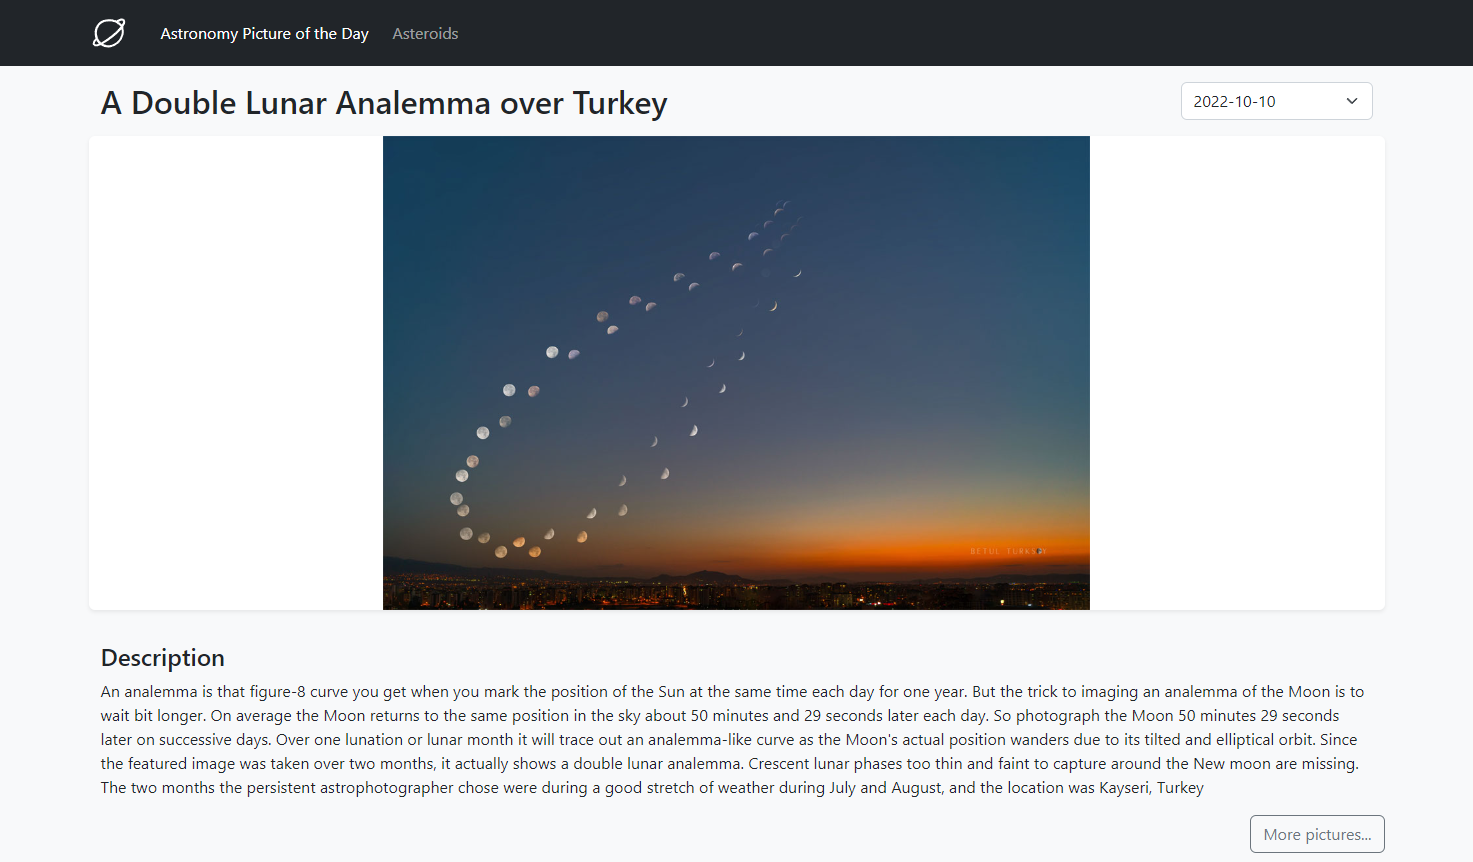 Astronomy Picture of the Day
Asteroids
A Double Lunar Analemma over Turkey
2022-10-10
Description
An analemma is that figure-8 curve you get when you mark the position of the Sun at the same time each day for one year. But the trick to imaging an analemma of the Moon is to
wait bit longer. On average the Moon returns to the same position in the sky about 50 minutes and 29 seconds later each day. So photograph the Moon 50 minutes 29 seconds
later on successive days. Over one lunation or lunar month it will trace out an analemma-like curve as the Moon's actual position wanders due to its tilted and elliptical orbit. Since
the featured image was taken over two months, it actually shows a double lunar analemma. Crescent lunar phases too thin and faint to capture around the New moon are missing.
The two months the persistent astrophotographer chose were during a good stretch of weather during July and August, and the location was Kayseri, Turkey
More pictures...